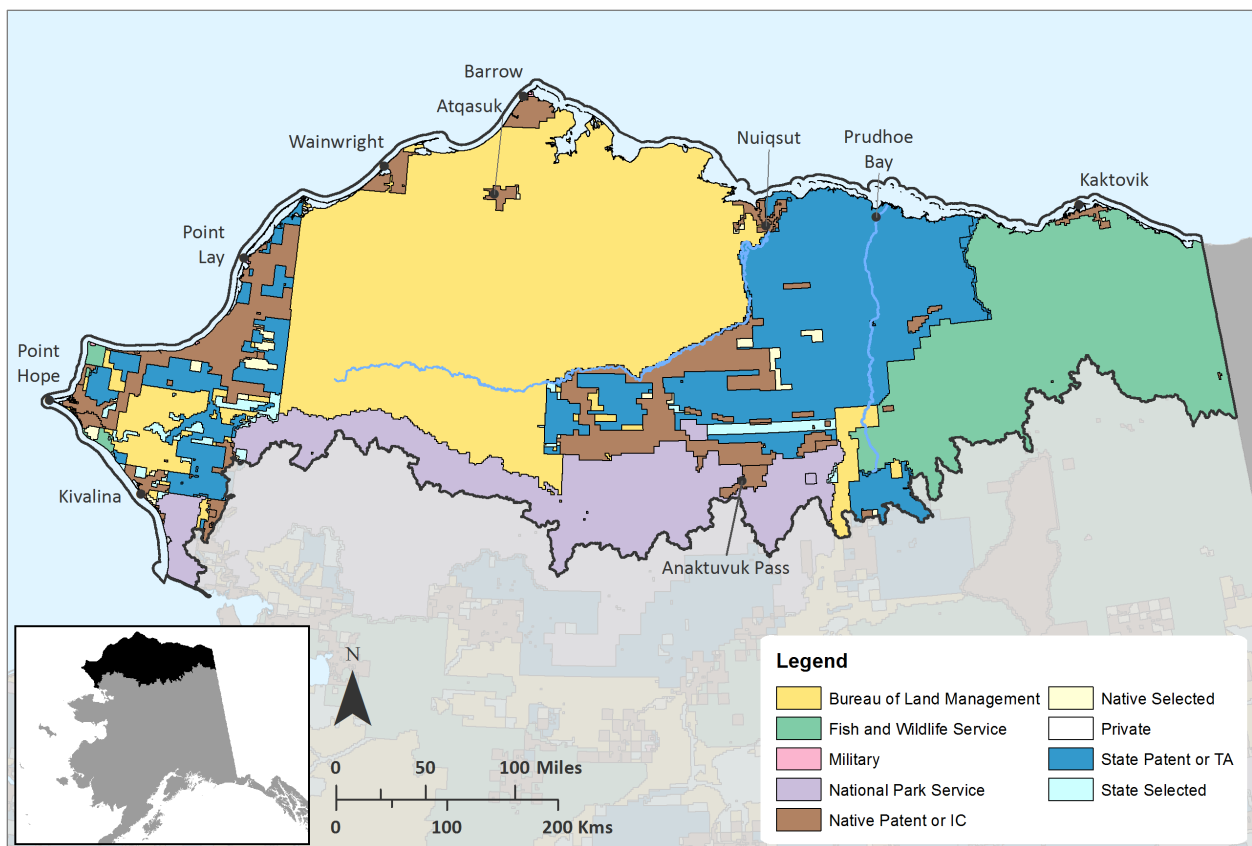 Barrow
Atqasuk
Wainwright
Nuiqsut
Prudhoe
Bay
Kaktovik
Point
Lay
Point
Hope
Kivalina
Anaktuvuk Pass
N
0 50 100 Miles
0 100 200 Kms
Legend
Bureau of Land Management
Fish and Wildlife Service
Military
National Park Service
Native Patent or IC
Native Selected
Private
State Patent or TA
State Selected